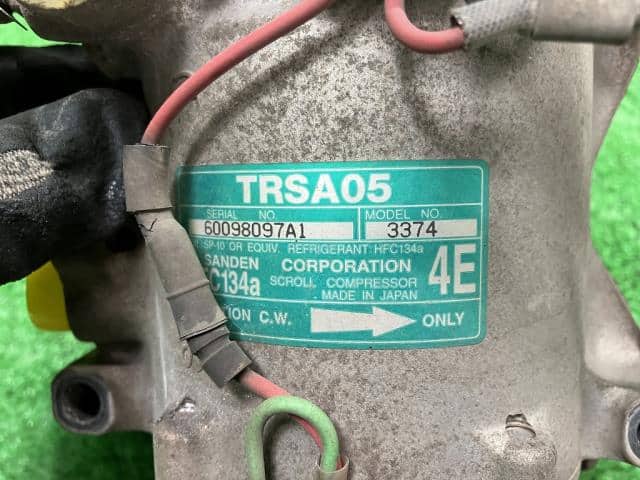 TRSA05
SERIAL NO. MODEL NO.
60098097A1 3374
SP-10 OR EQUIV. REFRIGERANT:HFC134a
SANDEN CORPORATION 4E
C134a SCROLL COMPRESSOR
MADE IN JAPAN
ION C.W. ONLY